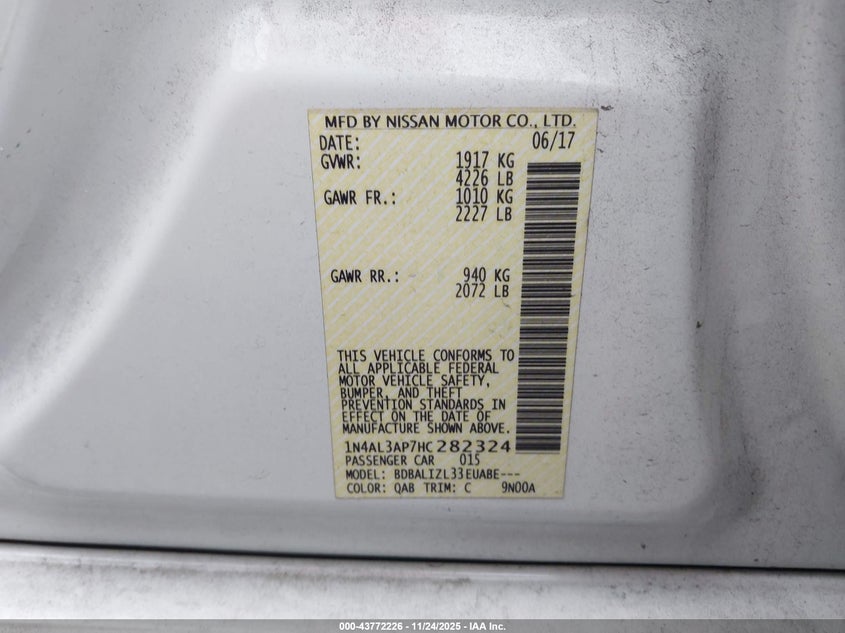 MFD BY NISSAN MOTOR CO., LTD.
DATE: 06/17
GVWR: 1917 KG
4226 LB
GAWR FR.: 1010 KG
2227 LB
GAWR RR.: 940 KG
2072 LB
THIS VEHICLE CONFORMS TO
ALL APPLICABLE FEDERAL
MOTOR VEHICLE SAFETY,
BUMPER, AND THEFT
PREVENTION STANDARDS IN
EFFECT ON THE DATE OF
MANUFACTURE SHOWN ABOVE.
1N4AL3AP7HC282324
PASSENGER CAR 015
MODEL: BDBALIZL33EUABE---
COLOR: QAB TRIM: C 9N00A
000-43772226 - 11/24/2025 - IAA Inc.